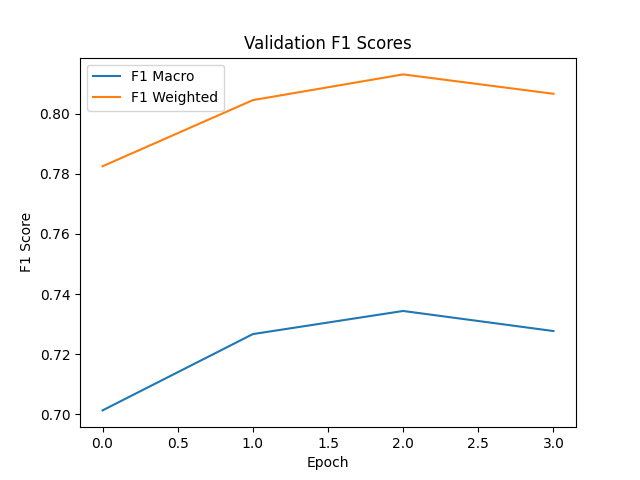 Validation F1 Scores
F1 Macro
F1 Weighted
F1 Score
0.80
0.78
0.76
0.74
0.72
0.70
0.0 0.5 1.0 1.5 2.0 2.5 3.0
Epoch